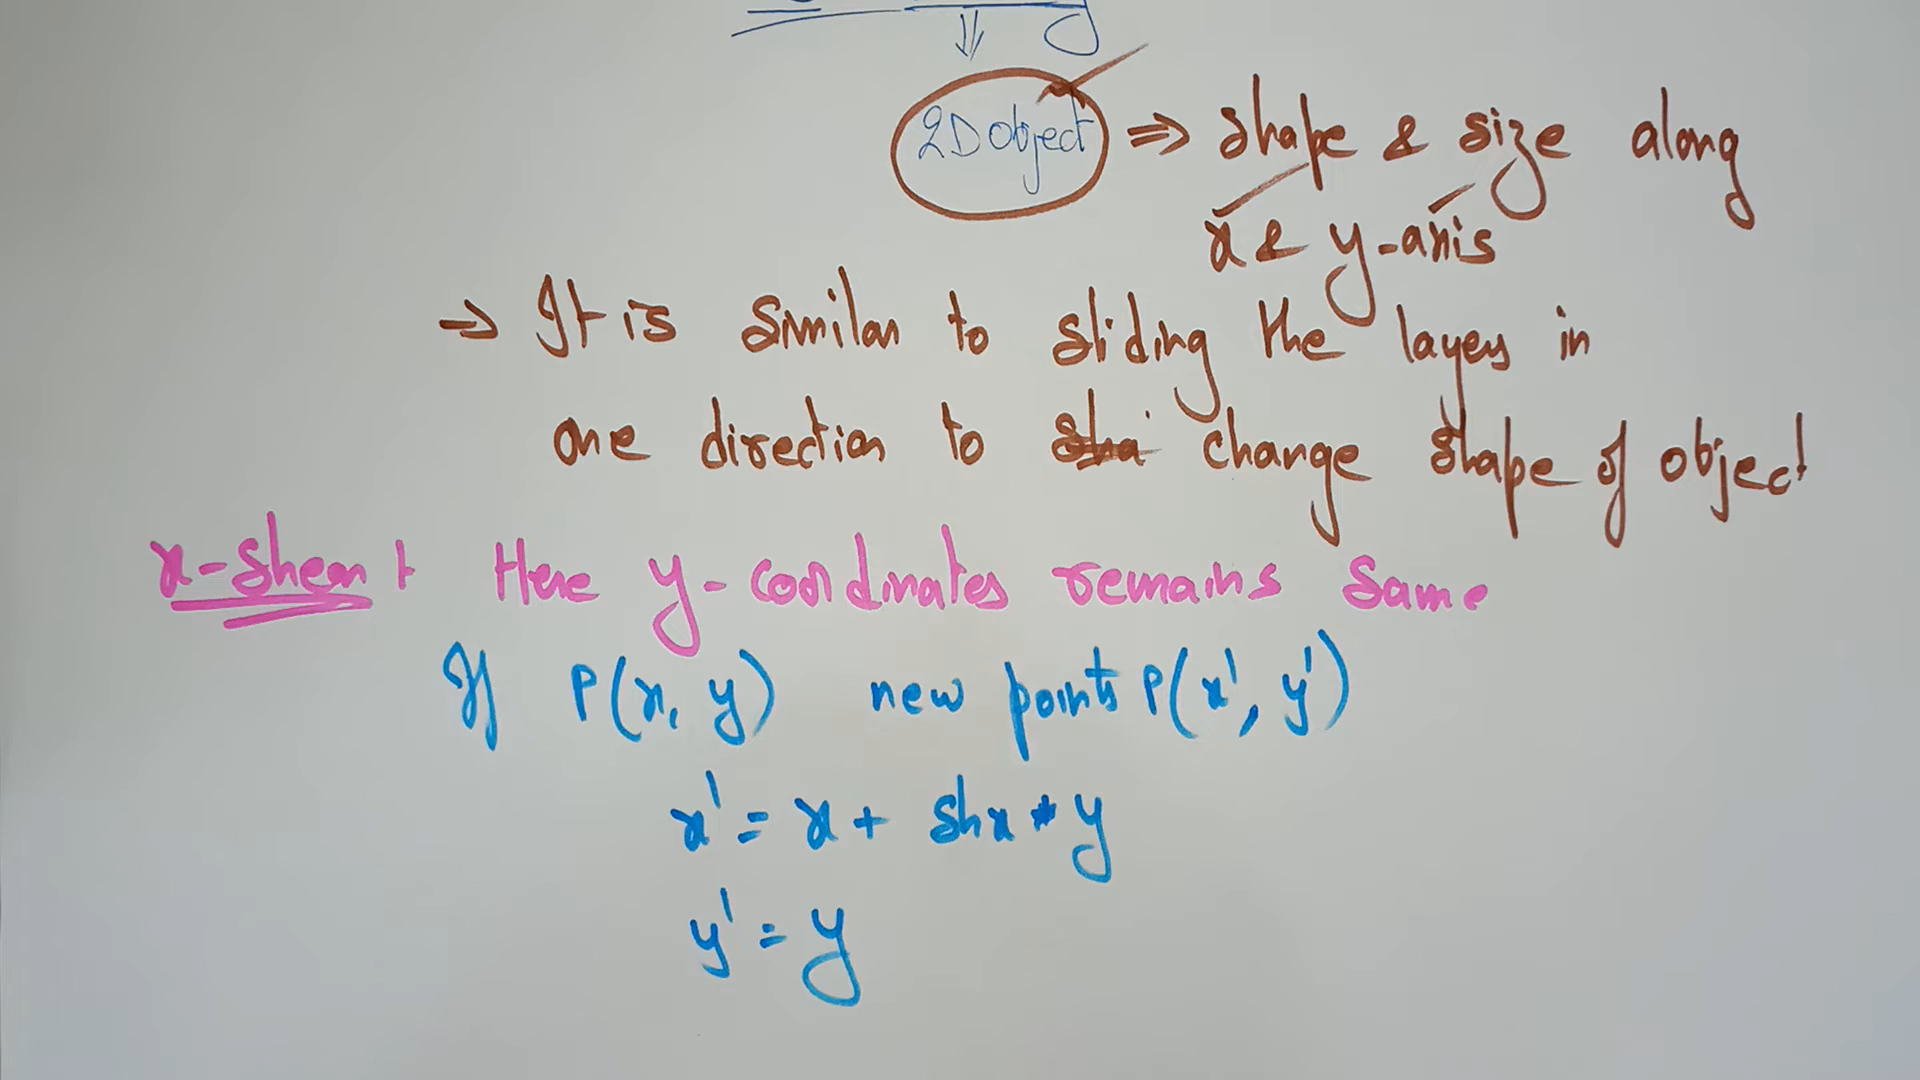 2D object ⇒ shape & size along
x & y-axis
→ It is similar to sliding the layers in
one direction to change shape of object
x-shear: Here y-coordinates remains same
If P(x, y) new points P(x', y')
x' = x + shx * y
y' = y